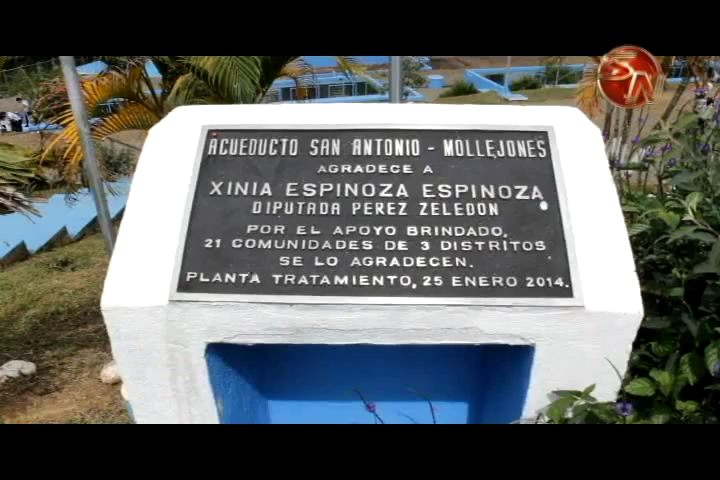 ACUEDUCTO SAN ANTONIO - MOLLEJONES
AGRADECE A
XINIA ESPINOZA ESPINOZA
DIPUTADA PEREZ ZELEDON
POR EL APOYO BRINDADO,
21 COMUNIDADES DE 3 DISTRITOS
SE LO AGRADECEN.
PLANTA TRATAMIENTO, 25 ENERO 2014.